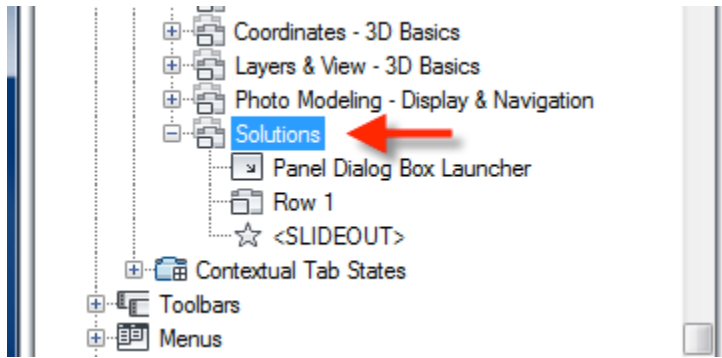 Coordinates - 3D Basics
Layers & View - 3D Basics
Photo Modeling - Display & Navigation
Solutions
Panel Dialog Box Launcher
Row 1
<SLIDEOUT>
Contextual Tab States
Toolbars
Menus